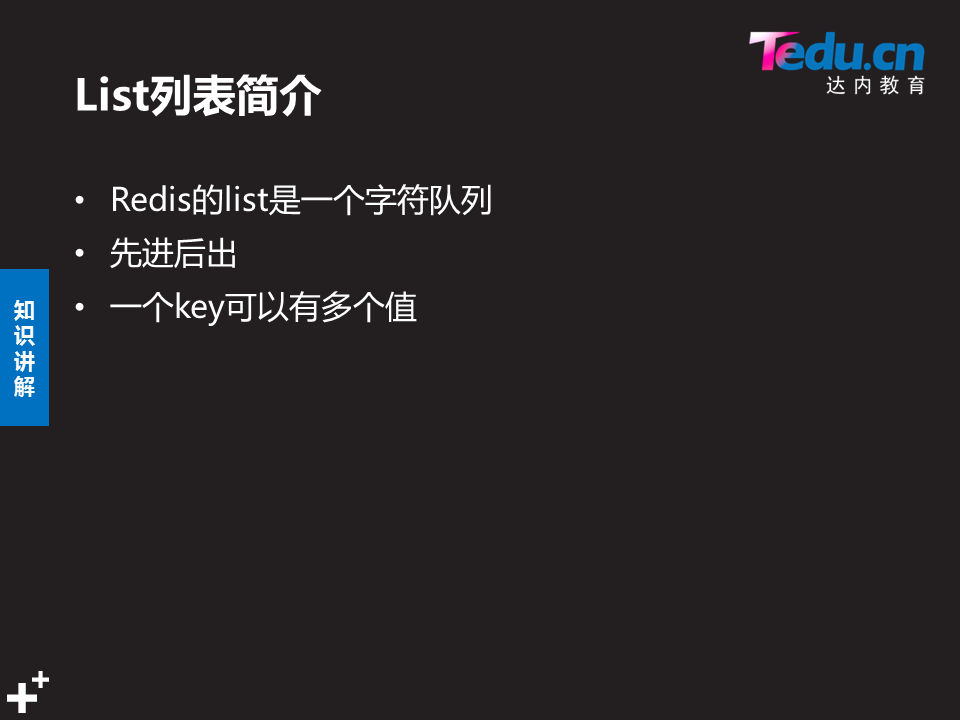 Tedu.cn
达内教育
List列表简介
• Redis的list是一个字符队列
• 先进后出
• 一个key可以有多个值
知识讲解